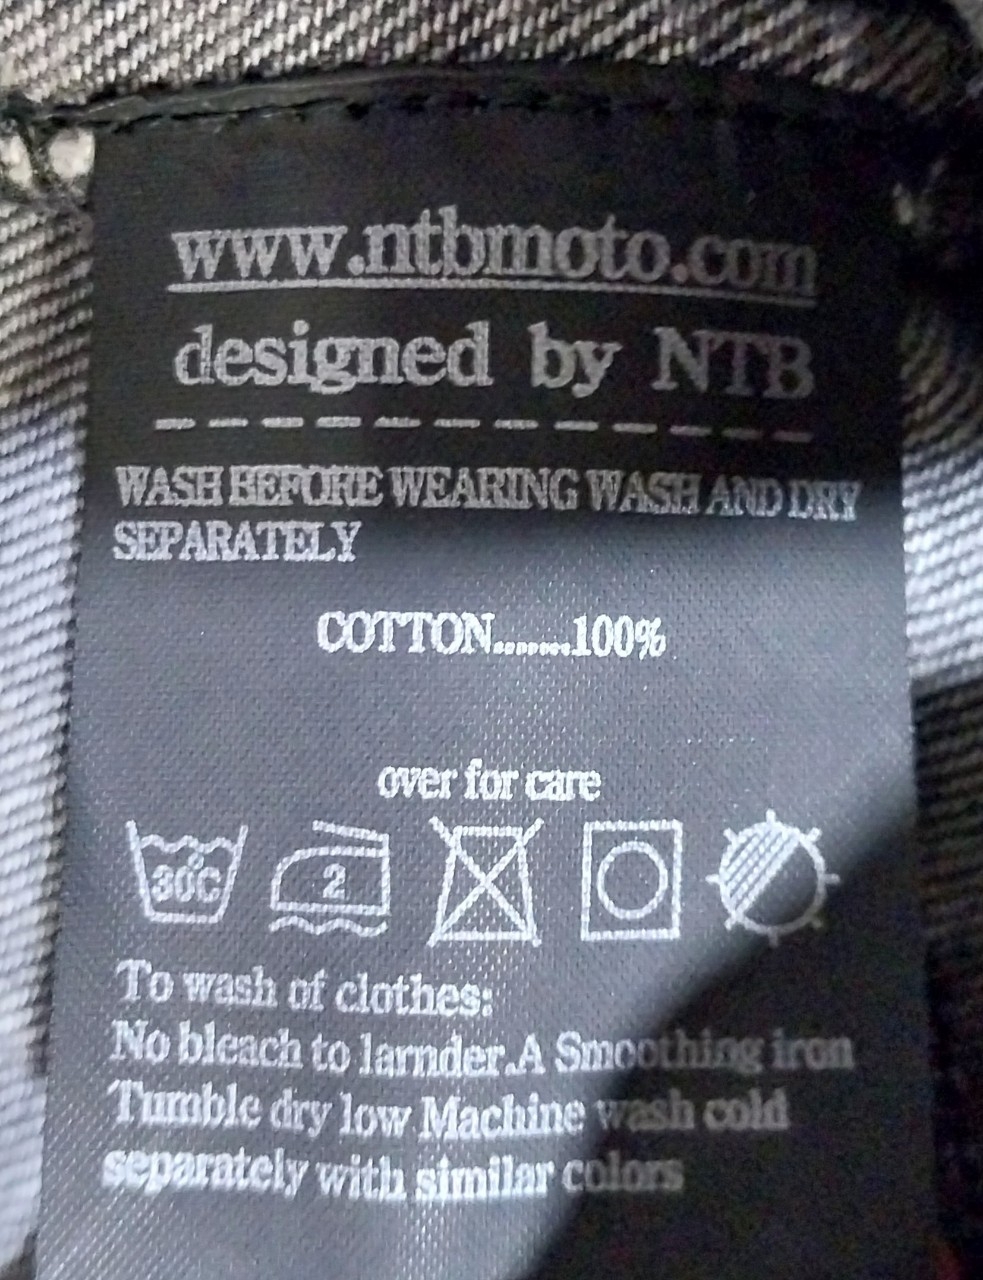 www.ntbmoto.com
designed by NTB
WASH BEFORE WEARING WASH AND DRY
SEPARATELY
COTTON........100%
over for care
30C 2
To wash of clothes:
No bleach to larnder.A Smoothing iron
Tumble dry low Machine wash cold
separately with similar colors